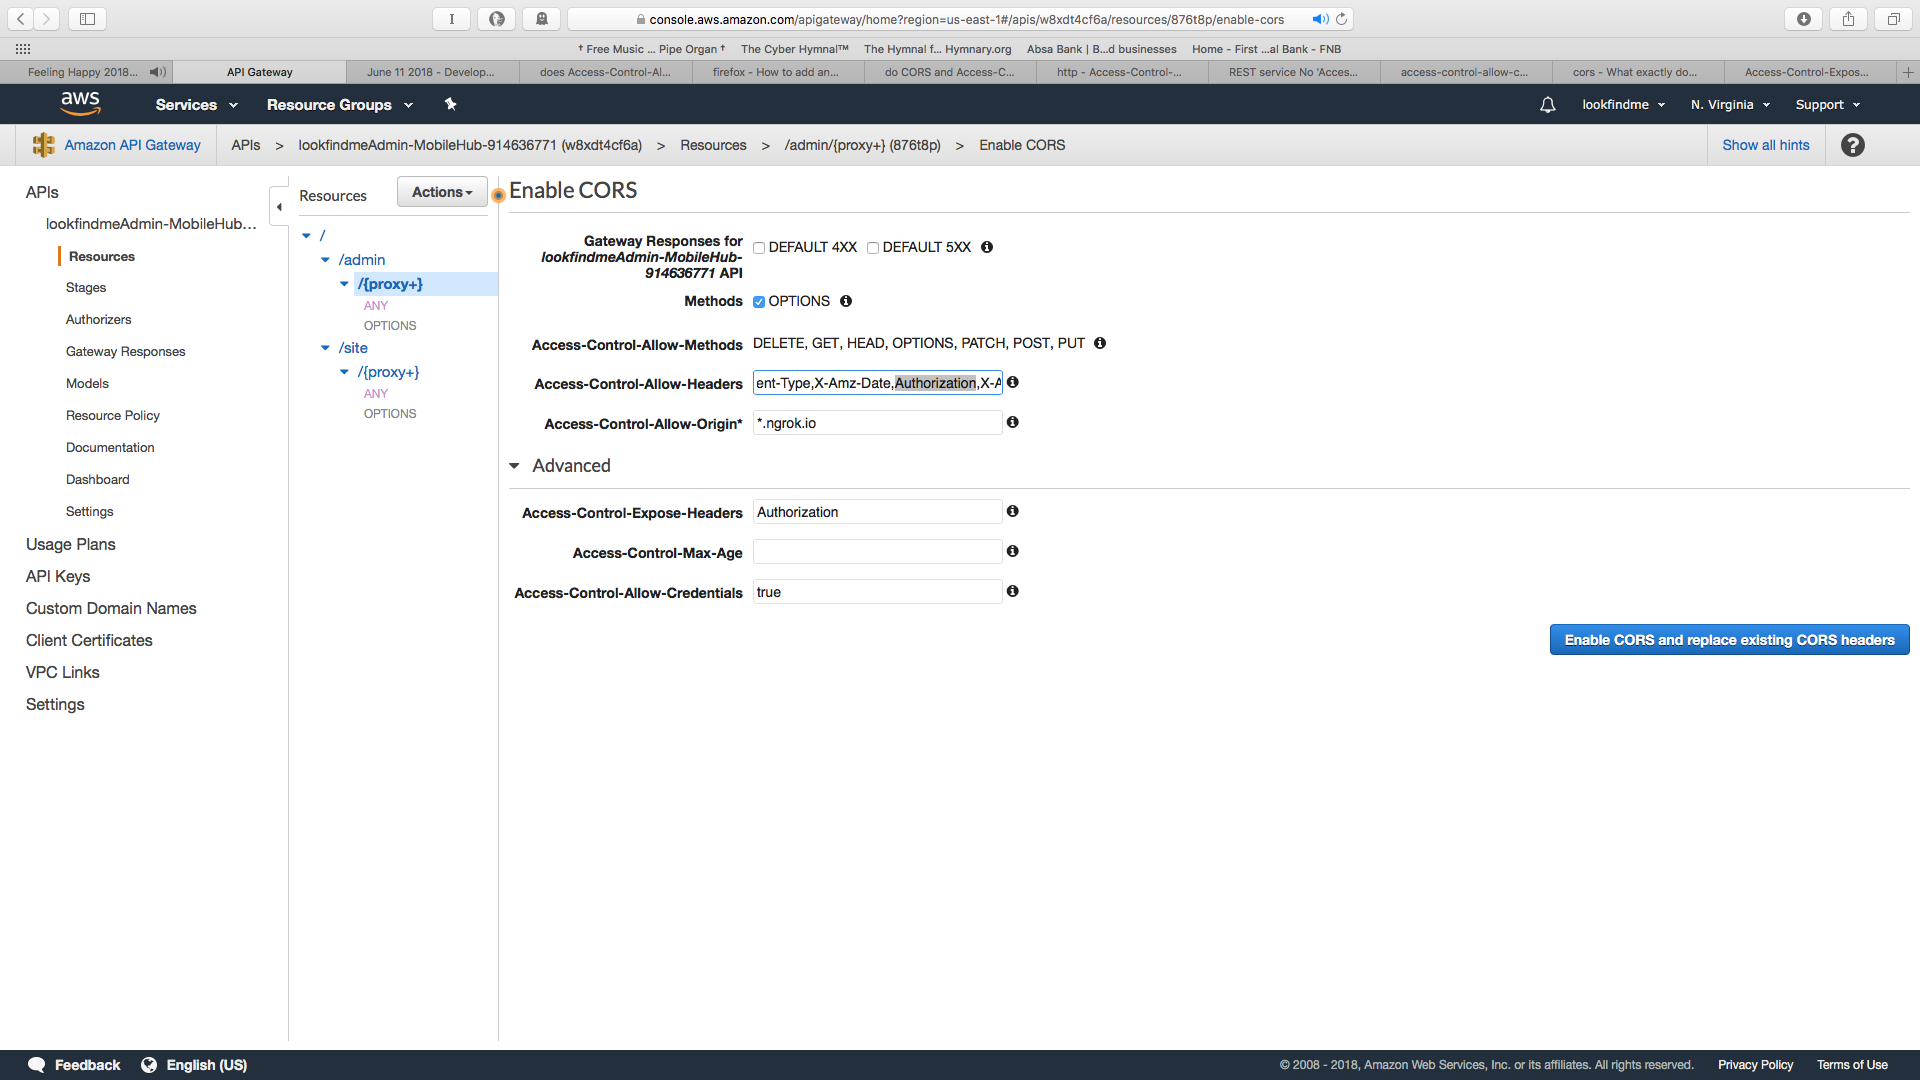 I
console.aws.amazon.com/apigateway/home?region=us-east-1#/apis/w8xdt4cf6a/resources/876t8p/enable-cors
† Free Music ... Pipe Organ † The Cyber Hymnal™ The Hymnal f... Hymnary.org Absa Bank | B...d businesses Home - First ...al Bank - FNB
Feeling Happy 2018... API Gateway June 11 2018 - Develop... does Access-Control-Al... firefox - How to add an... do CORS and Access-C... http - Access-Control-... REST service No 'Acces... access-control-allow-c... cors - What exactly do... Access-Control-Expos...
aws Services Resource Groups lookfindme N. Virginia Support
Amazon API Gateway APIs > lookfindmeAdmin-MobileHub-914636771 (w8xdt4cf6a) > Resources > /admin/{proxy+} (876t8p) > Enable CORS Show all hints ?
APIs
lookfindmeAdmin-MobileHub...
Resources
Stages
Authorizers
Gateway Responses
Models
Resource Policy
Documentation
Dashboard
Settings
Usage Plans
API Keys
Custom Domain Names
Client Certificates
VPC Links
Settings
Resources Actions
/
/admin
/{proxy+}
ANY
OPTIONS
/site
/{proxy+}
ANY
OPTIONS
Enable CORS
Gateway Responses for
lookfindmeAdmin-MobileHub-
914636771 API
DEFAULT 4XX DEFAULT 5XX
Methods OPTIONS
Access-Control-Allow-Methods DELETE, GET, HEAD, OPTIONS, PATCH, POST, PUT
Access-Control-Allow-Headers ent-Type,X-Amz-Date,Authorization,X-A
Access-Control-Allow-Origin* *.ngrok.io
Advanced
Access-Control-Expose-Headers Authorization
Access-Control-Max-Age
Access-Control-Allow-Credentials true
Enable CORS and replace existing CORS headers
Feedback English (US) © 2008 - 2018, Amazon Web Services, Inc. or its affiliates. All rights reserved. Privacy Policy Terms of Use